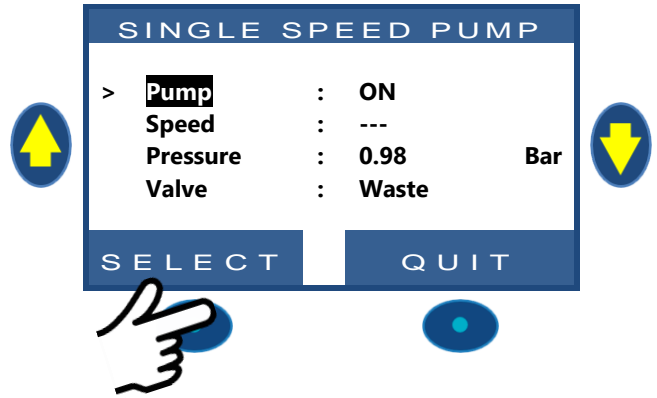 SINGLE SPEED PUMP
> Pump : ON
Speed : ---
Pressure : 0.98 Bar
Valve : Waste
SELECT QUIT